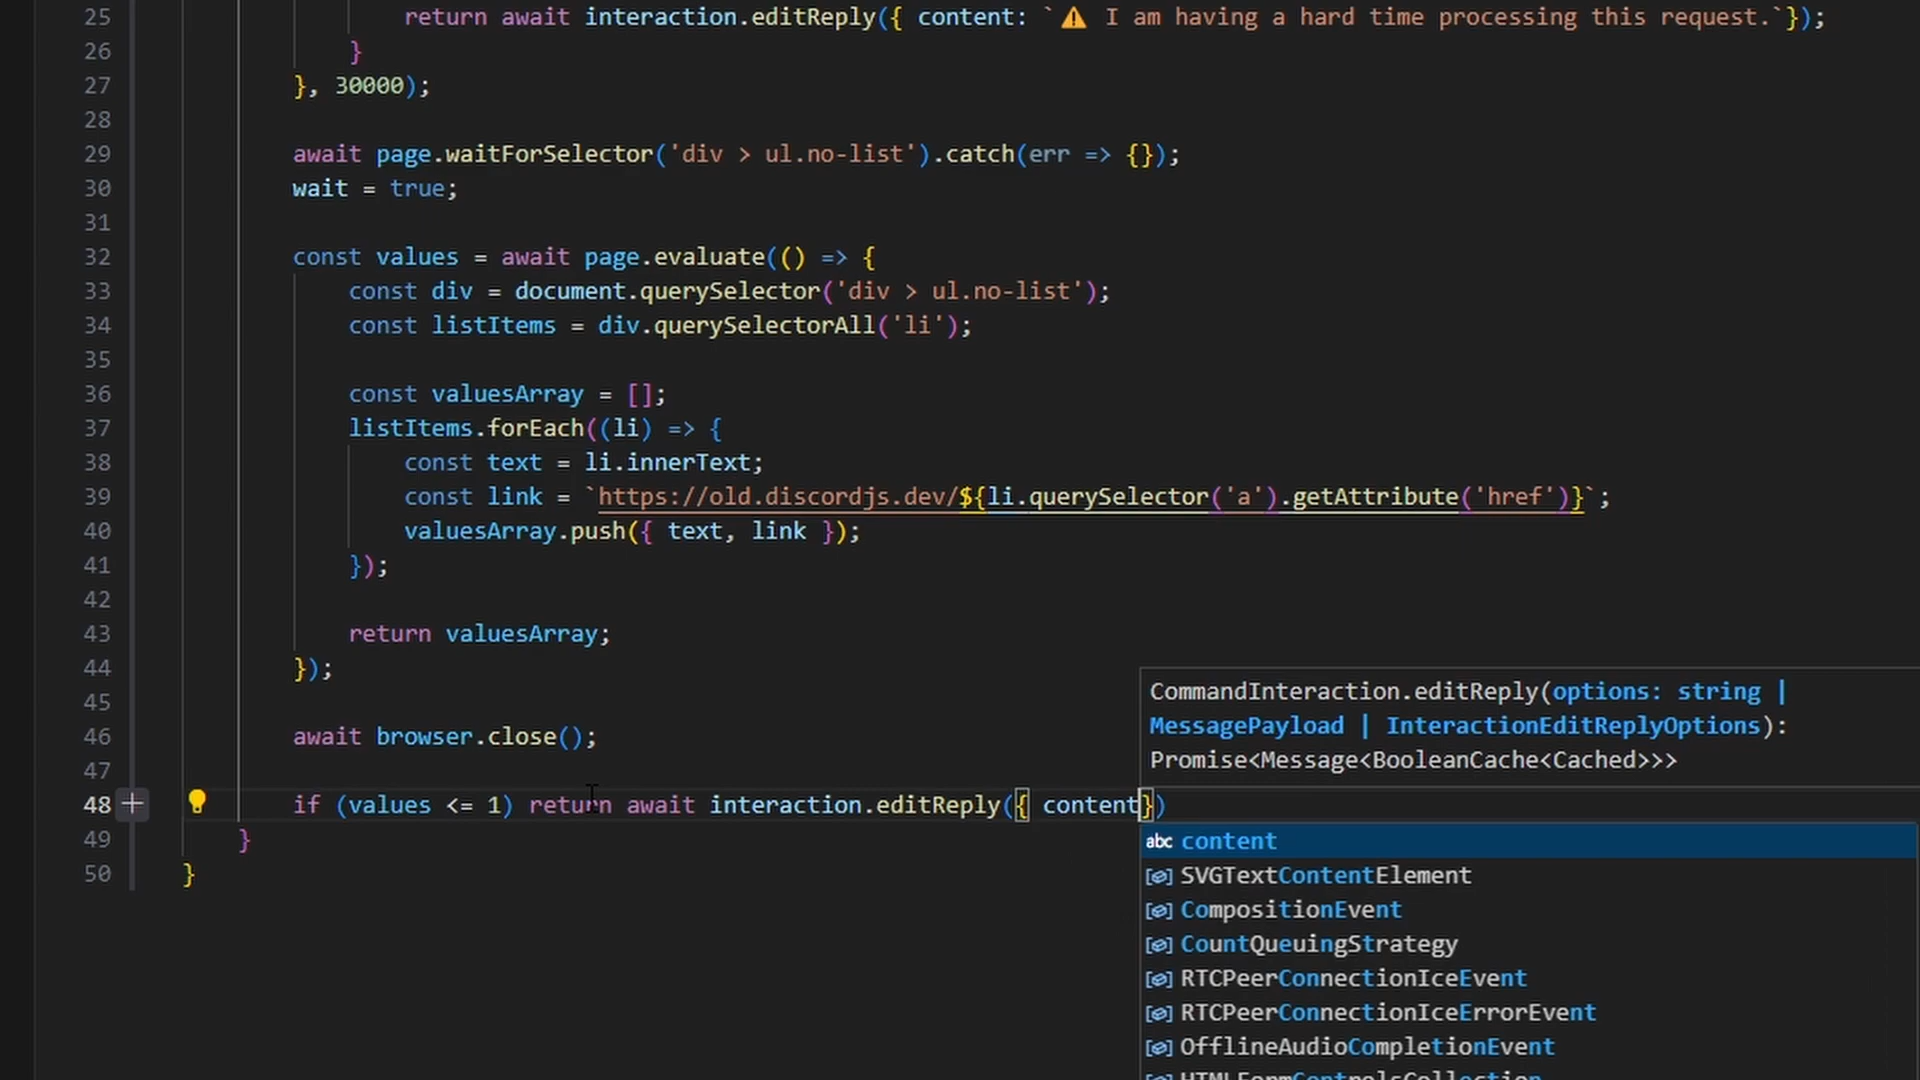 25 return await interaction.editReply({ content: `⚠️ I am having a hard time processing this request.`});
26 }
27 }, 30000);
28
29 await page.waitForSelector('div > ul.no-list').catch(err => {});
30 wait = true;
31
32 const values = await page.evaluate(() => {
33 const div = document.querySelector('div > ul.no-list');
34 const listItems = div.querySelectorAll('li');
35
36 const valuesArray = [];
37 listItems.forEach((li) => {
38 const text = li.innerText;
39 const link = `https://old.discordjs.dev/${li.querySelector('a').getAttribute('href')}`;
40 valuesArray.push({ text, link });
41 });
42
43 return valuesArray;
44 });
45
46 await browser.close();
47
48 if (values <= 1) return await interaction.editReply({ content})
49 }
50 }
CommandInteraction.editReply(options: string |
MessagePayload | InteractionEditReplyOptions):
Promise<Message<BooleanCache<Cached>>>
abc content
SVGTextContentElement
CompositionEvent
CountQueuingStrategy
RTCPeerConnectionIceEvent
RTCPeerConnectionIceErrorEvent
OfflineAudioCompletionEvent